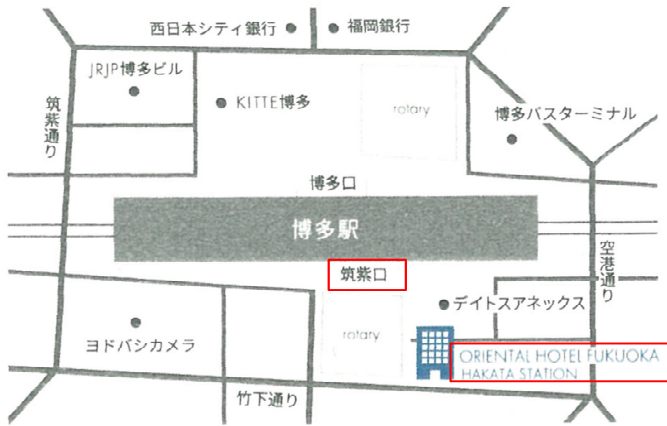 西日本シティ銀行
福岡銀行
JRJP博多ビル
KITTE博多
rotary
博多バスターミナル
筑紫通り
博多口
博多駅
筑紫口
空港通り
デイトスアネックス
ヨドバシカメラ
rotary
ORIENTAL HOTEL FUKUOKA
HAKATA STATION
竹下通り